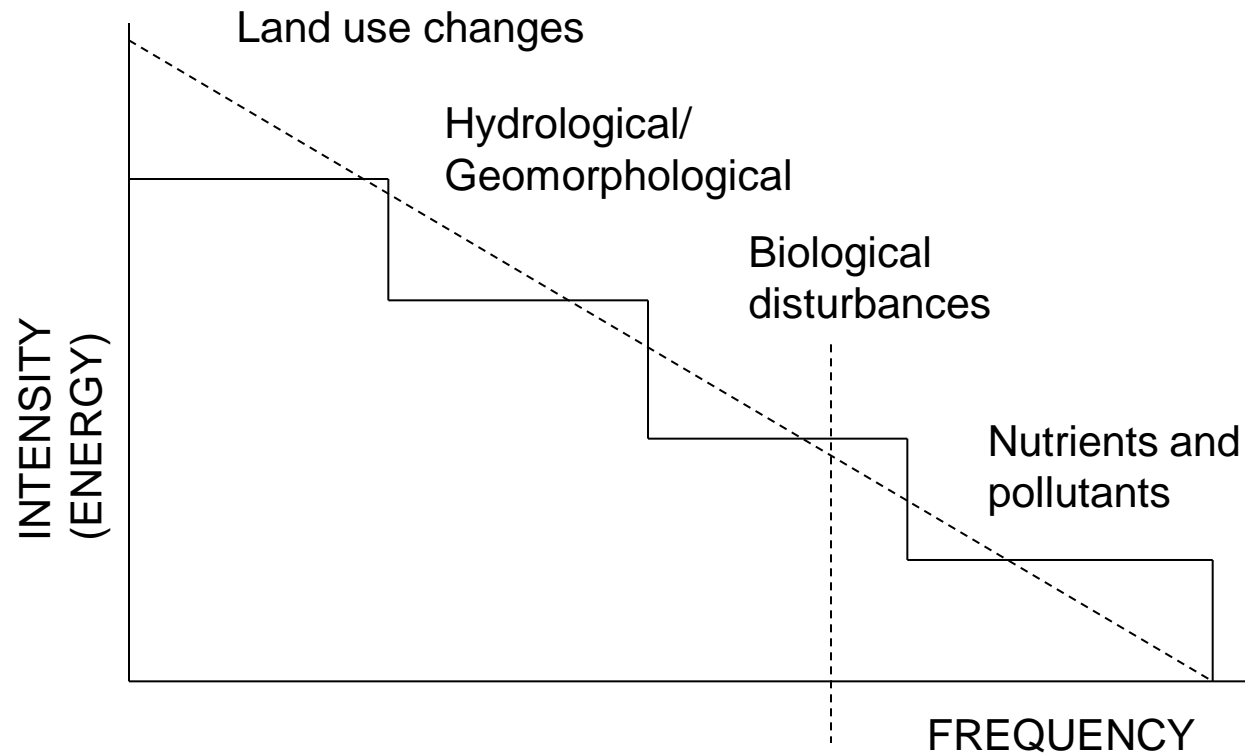 Land use changes
Hydrological/
Geomorphological
Biological
disturbances
Nutrients and
pollutants
INTENSITY
(ENERGY)
FREQUENCY